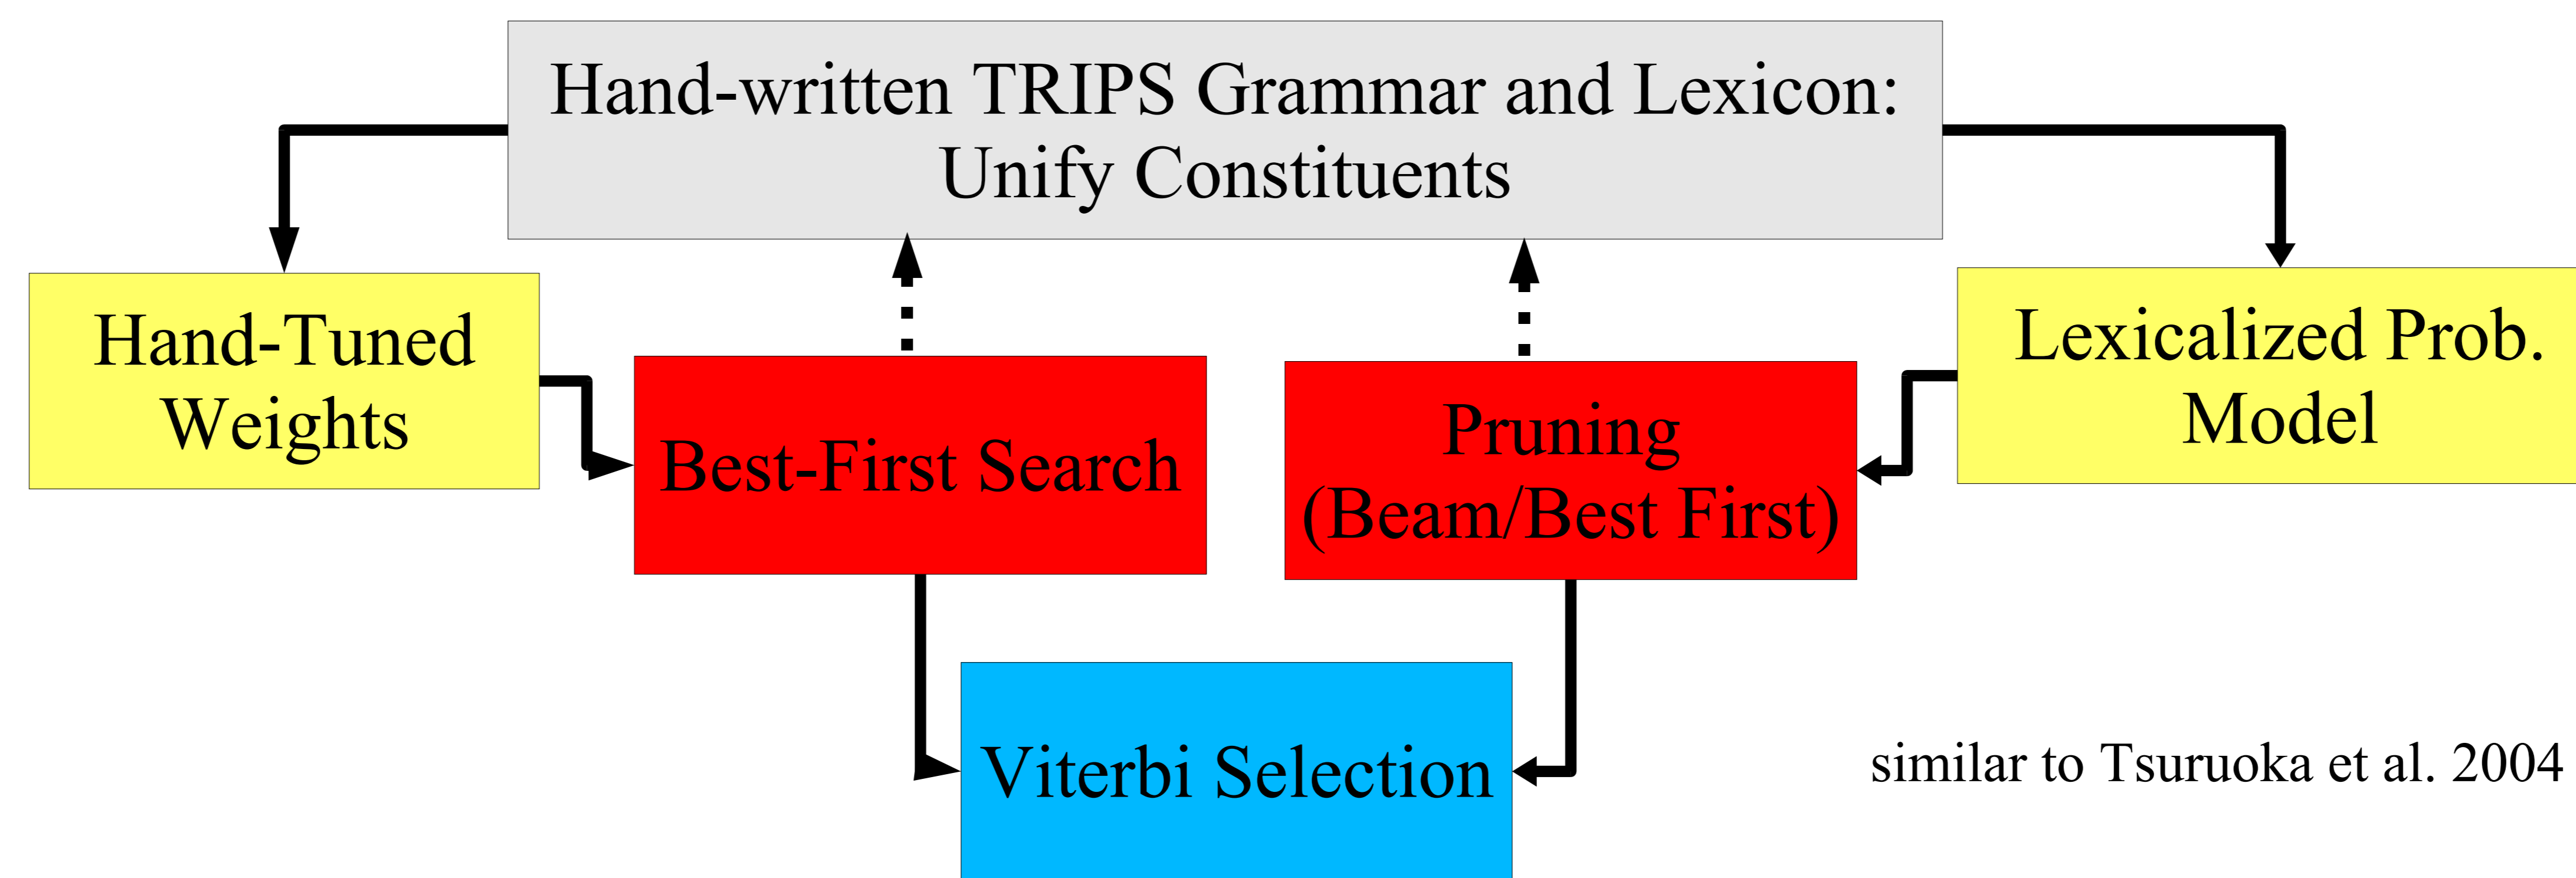 Hand-written TRIPS Grammar and Lexicon:
Unify Constituents
Hand-Tuned
Weights
Best-First Search
Pruning
(Beam/Best First)
Lexicalized Prob.
Model
Viterbi Selection
similar to Tsuruoka et al. 2004